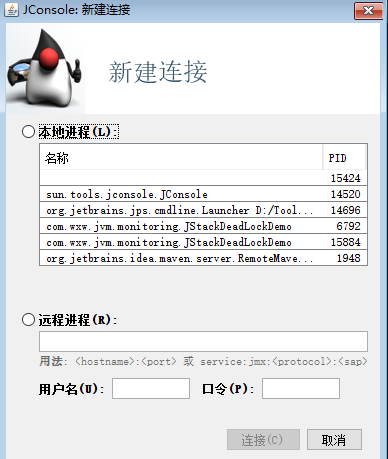 JConsole: 新建连接
新建连接
本地进程(L):
名称 PID
15424
sun.tools.jconsole.JConsole 14520
org.jetbrains.jps.cmdline.Launcher D:/Tool... 14696
com.wxw.jvm.monitoring.JStackDeadLockDemo 6792
com.wxw.jvm.monitoring.JStackDeadLockDemo 15884
org.jetbrains.idea.maven.server.RemoteMave... 1948
远程进程(R):
用法: <hostname>:<port> 或 service:jmx:<protocol>:<sap>
用户名(U): 口令(P):
连接(C) 取消